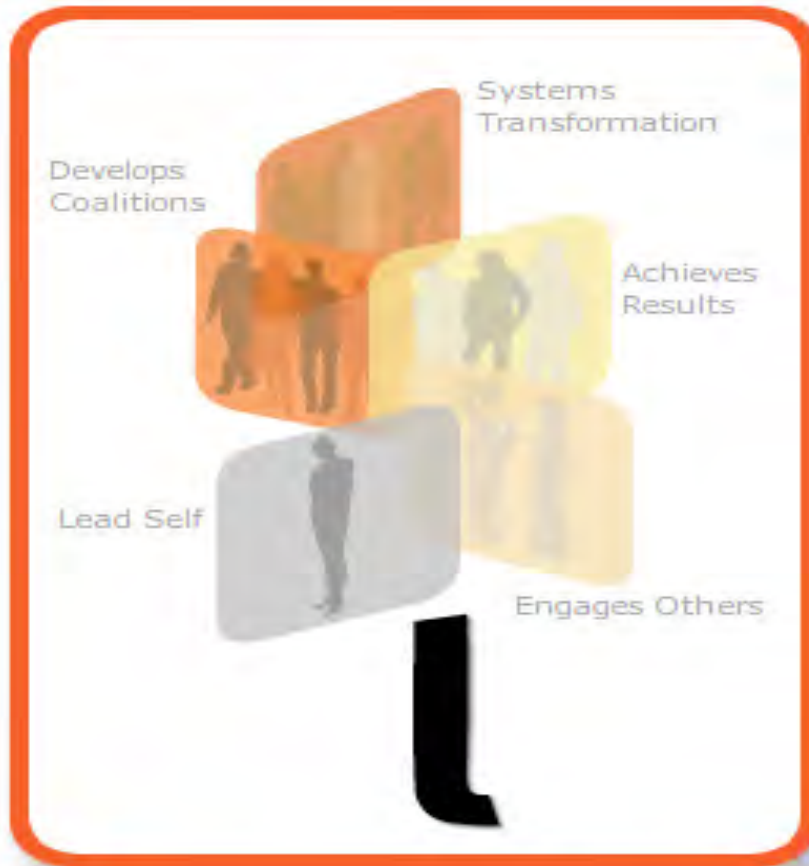 Systems
Transformation
Develops
Coalitions
Achieves
Results
Lead Self
Engages Others